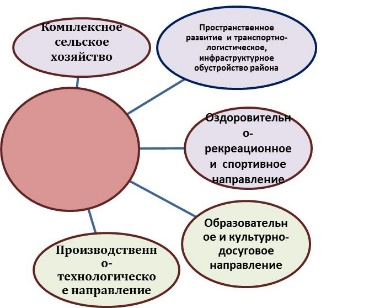 Комплексное
сельское
хозяйство
Пространственное
развитие и транспортно-
логистическое,
инфраструктурное
обустройство района
Оздоровительн
о-
рекреационное
и спортивное
направление
Образовательн
ое и культурно-
досуговое
направление
Производственн
о-
технологическо
е направление